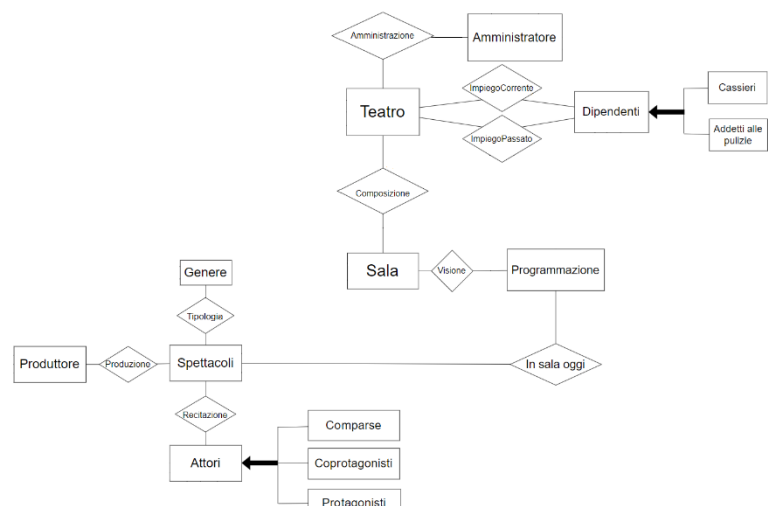 Amministrazione
Amministratore
Teatro
ImpiegoCorrente
ImpiegoPassato
Dipendenti
Cassieri
Addetti alle
pulizie
Composizione
Sala
Visione
Programmazione
Genere
Tipologia
Produttore
Produzione
Spettacoli
In sala oggi
Recitazione
Attori
Comparse
Coprotagonisti
Protagonisti